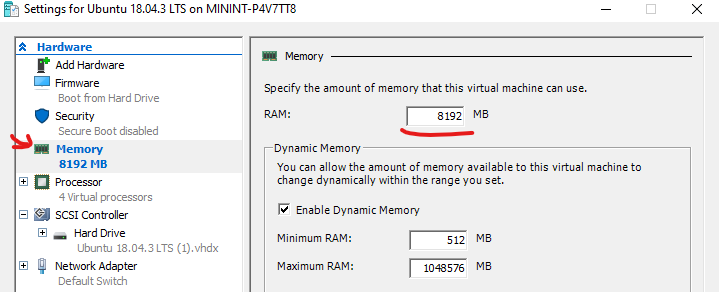 Settings for Ubuntu 18.04.3 LTS on MININT-P4V7TT8
Hardware
Add Hardware
Firmware
Boot from Hard Drive
Security
Secure Boot disabled
Memory
8192 MB
Processor
4 Virtual processors
SCSI Controller
Hard Drive
Ubuntu 18.04.3 LTS (1).vhdx
Network Adapter
Default Switch
Memory
Specify the amount of memory that this virtual machine can use.
RAM: 8192 MB
Dynamic Memory
You can allow the amount of memory available to this virtual machine to
change dynamically within the range you set.
Enable Dynamic Memory
Minimum RAM: 512 MB
Maximum RAM: 1048576 MB